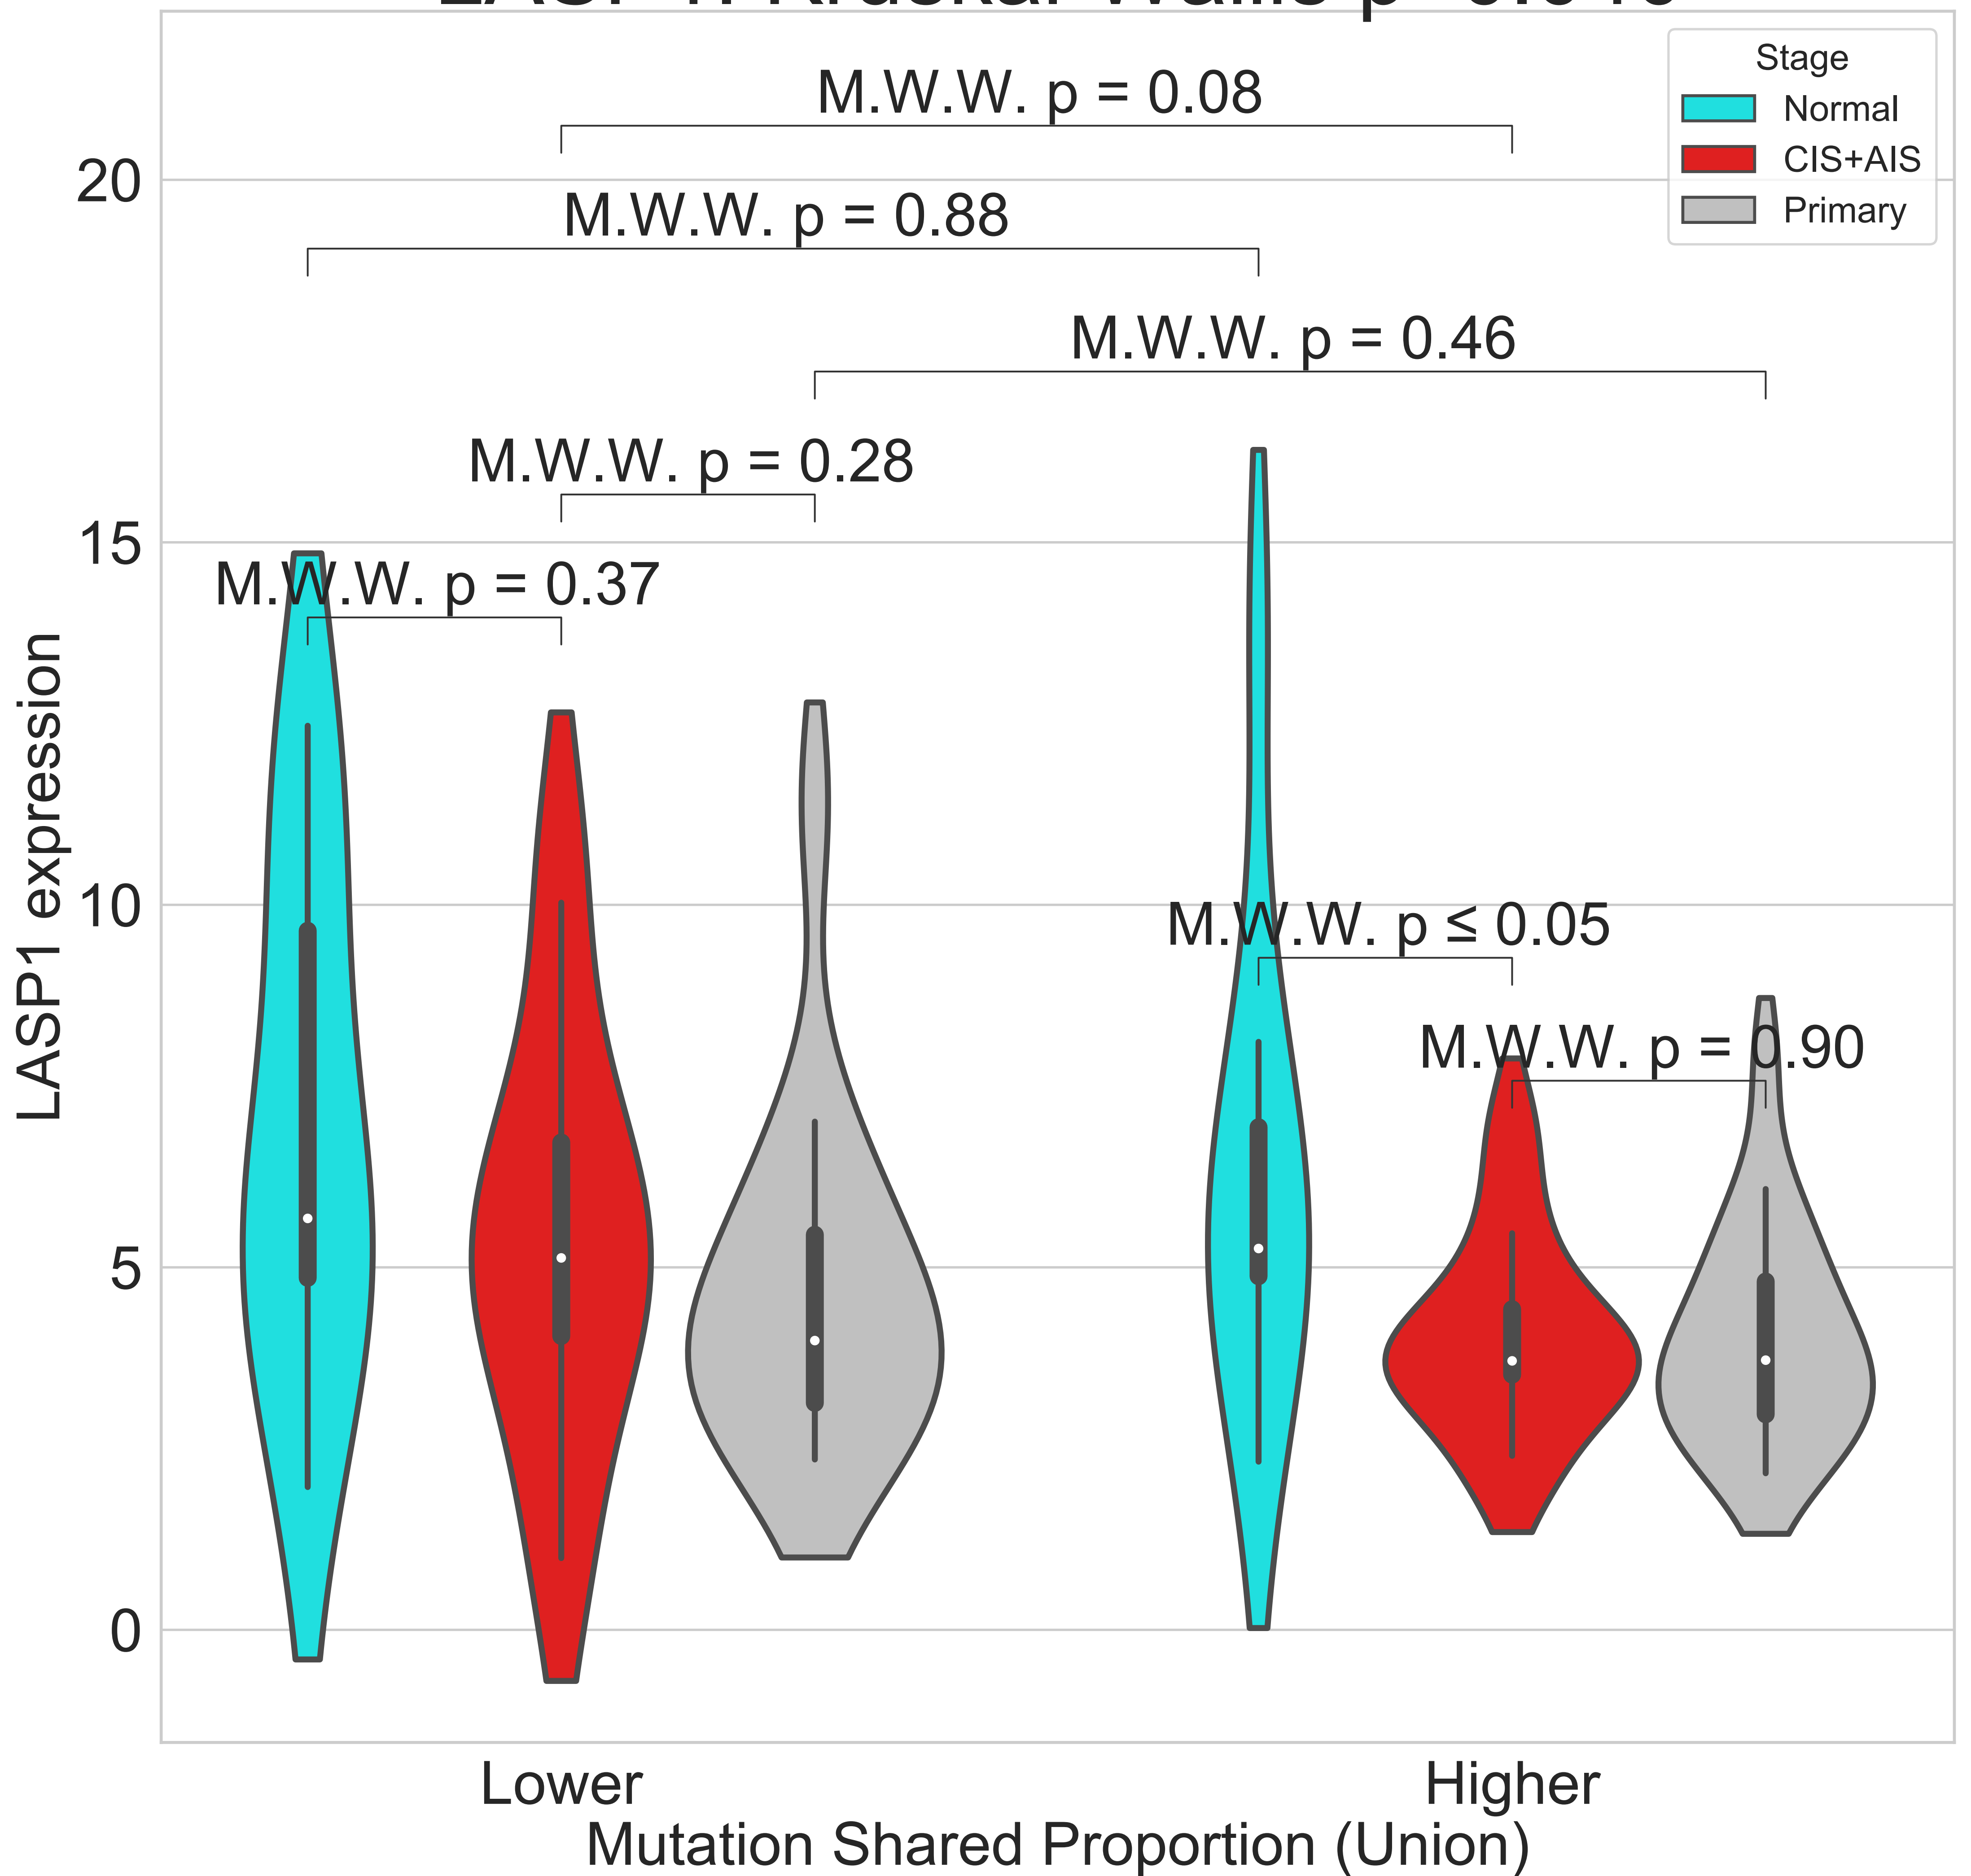 Stage
Normal
CIS+AIS
Primary
M.W.W. p = 0.08
M.W.W. p = 0.88
M.W.W. p = 0.46
M.W.W. p = 0.28
M.W.W. p = 0.37
M.W.W. p ≤ 0.05
M.W.W. p = 0.90
20
15
10
5
0
LASP1 expression
Lower
Higher
Mutation Shared Proportion (Union)